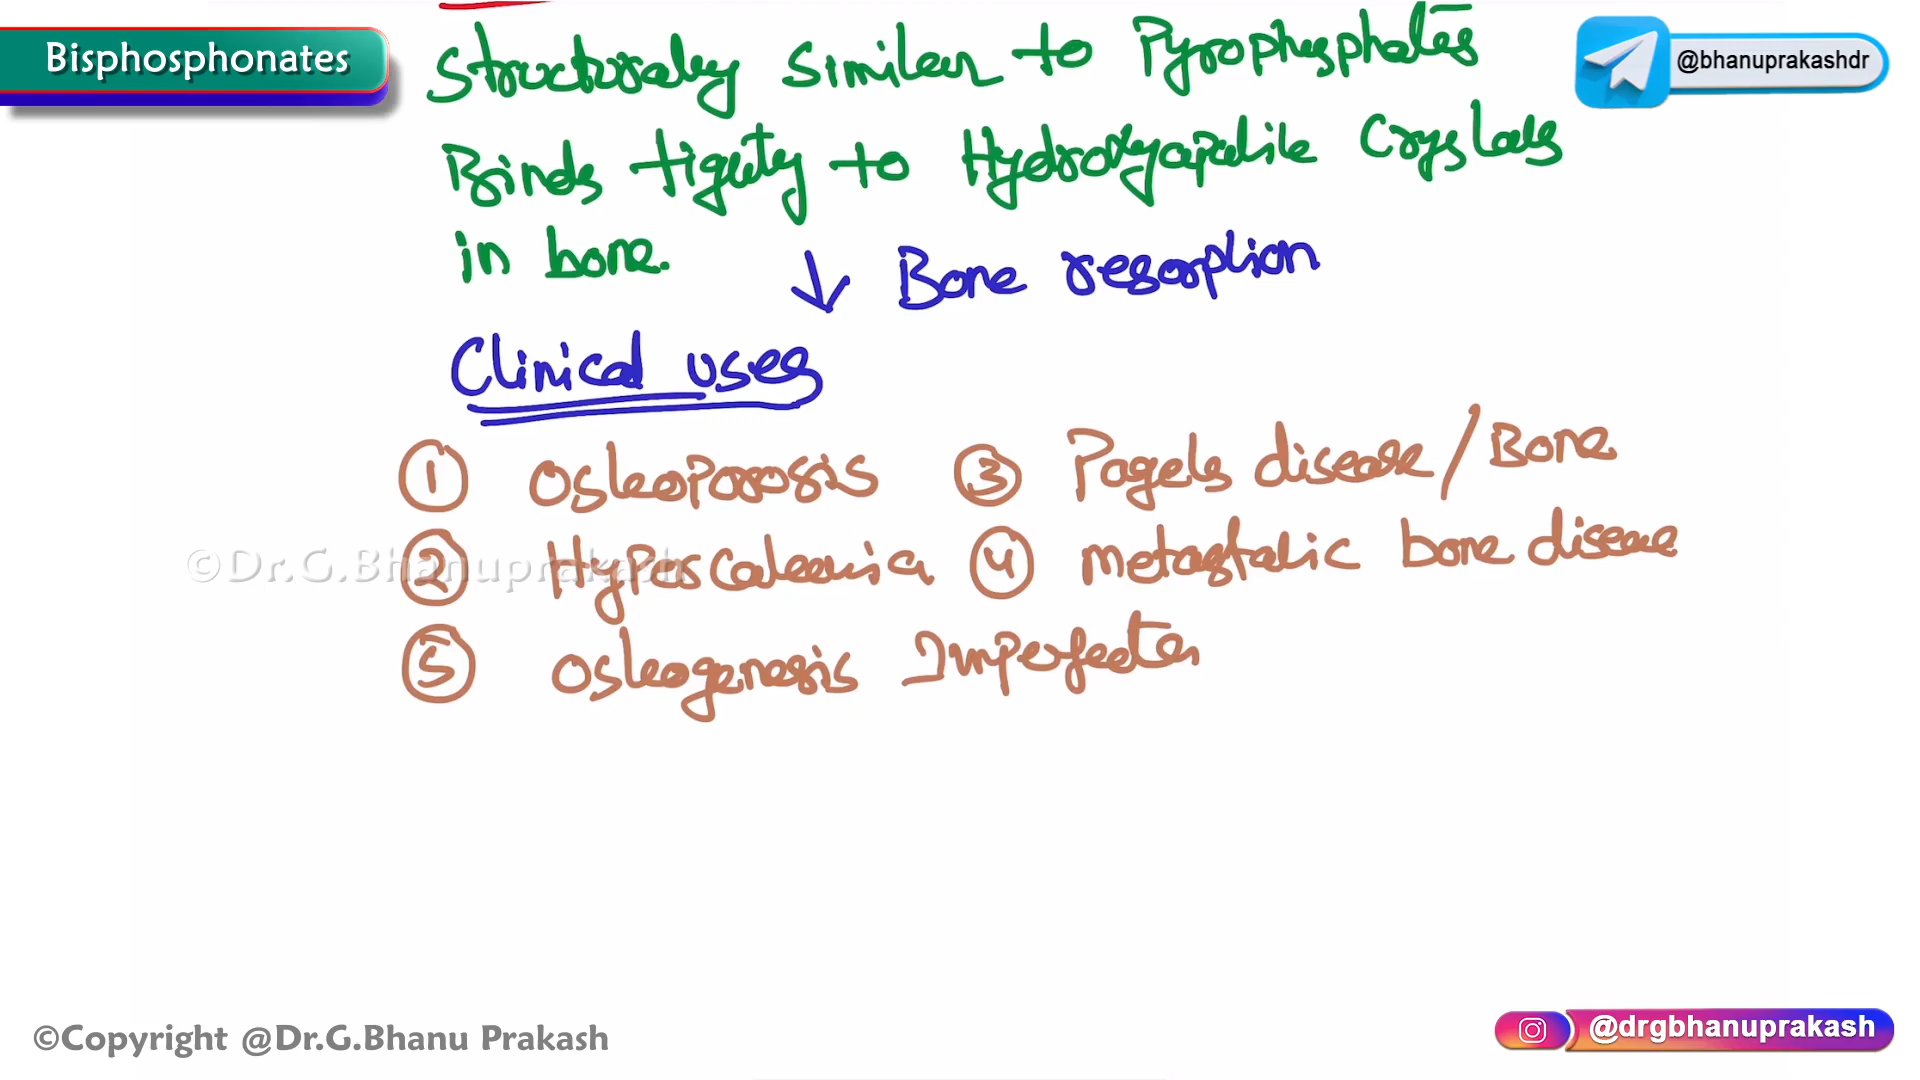 Bisphosphonates
@bhanuprakashdr
Structuraly Similar to Pyrophosphates
Binds tightly to Hydroxyapatite Crystals
in bone.
↓ Bone resorption
Clinical uses
① Osteoporosis ③ Pagets disease / Bone
② Hypercalcemia ④ metastatic bone disease
⑤ Osteogenesis Imperfecta
©Dr.G.Bhanuprakash
©Copyright @Dr.G.Bhanu Prakash
@drgbhanuprakash